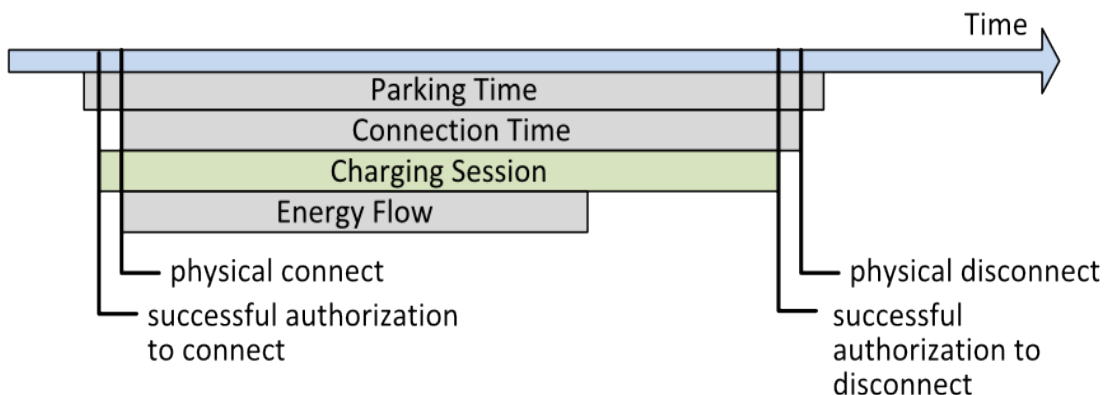 Time
Parking Time
Connection Time
Charging Session
Energy Flow
physical connect
successful authorization
to connect
physical disconnect
successful
authorization to
disconnect